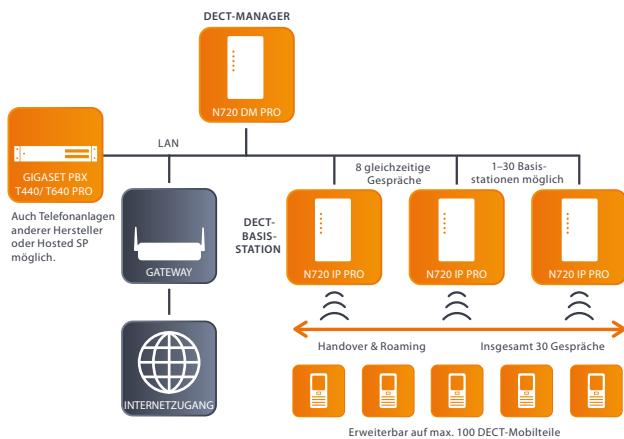 DECT-MANAGER
N720 DM PRO
LAN
GIGASET PBX
T440/ T640 PRO
Auch Telefonanlagen
anderer Hersteller
oder Hosted SP
möglich.
8 gleichzeitige
Gespräche
1–30 Basis-
stationen möglich
DECT-
BASIS-
STATION
GATEWAY
N720 IP PRO
N720 IP PRO
N720 IP PRO
INTERNETZUGANG
Handover & Roaming
Insgesamt 30 Gespräche
Erweiterbar auf max. 100 DECT-Mobilteile